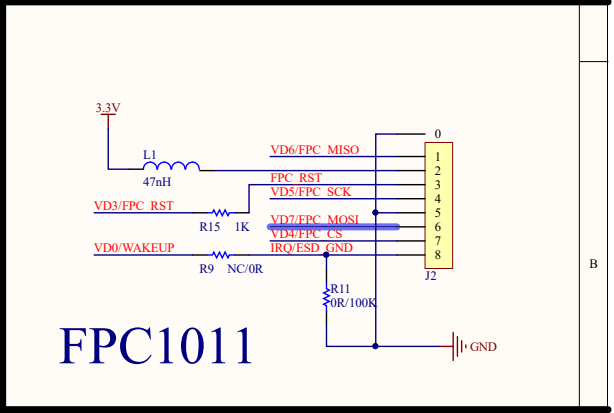 3.3V
0
L1
VD6/FPC_MISO
1
2
47nH
FPC_RST
3
VD5/FPC_SCK
4
VD3/FPC_RST
5
R15 1K
VD7/FPC_MOSI
6
VD4/FPC_CS
7
VD0/WAKEUP
IRQ/ESD_GND
8
R9 NC/0R
J2
B
R11
0R/100K
FPC1011
GND